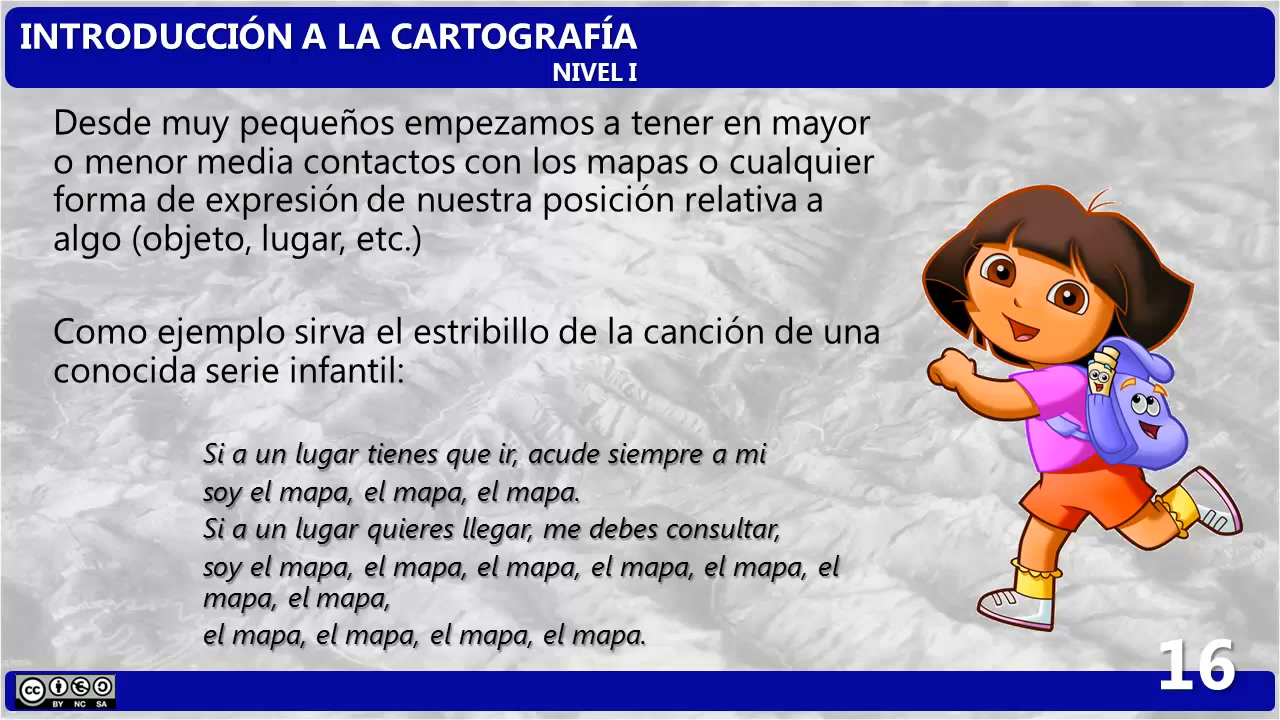 INTRODUCCIÓN A LA CARTOGRAFÍA
NIVEL I
Desde muy pequeños empezamos a tener en mayor
o menor media contactos con los mapas o cualquier
forma de expresión de nuestra posición relativa a
algo (objeto, lugar, etc.)
Como ejemplo sirva el estribillo de la canción de una
conocida serie infantil:
Si a un lugar tienes que ir, acude siempre a mi
soy el mapa, el mapa, el mapa.
Si a un lugar quieres llegar, me debes consultar,
soy el mapa, el mapa, el mapa, el mapa, el mapa, el
mapa, el mapa,
el mapa, el mapa, el mapa, el mapa.
16
cc BY NC SA